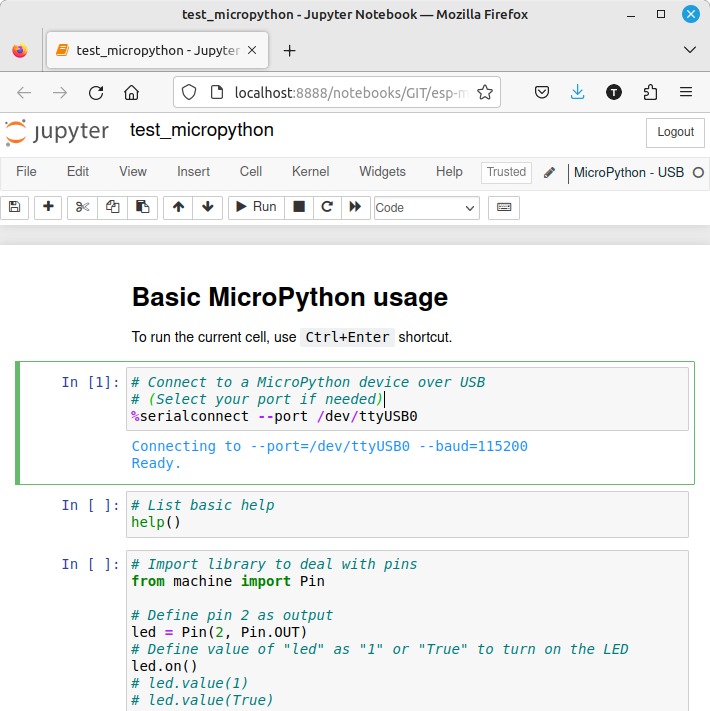 test_micropython - Jupyter Notebook — Mozilla Firefox
test_micropython - Jupyter
localhost:8888/notebooks/GIT/esp-m
T
jupyter test_micropython
Logout
File Edit View Insert Cell Kernel Widgets Help Trusted MicroPython - USB
Run Code
Basic MicroPython usage
To run the current cell, use Ctrl+Enter shortcut.
In [1]: # Connect to a MicroPython device over USB
# (Select your port if needed)
%serialconnect --port /dev/ttyUSB0
Connecting to --port=/dev/ttyUSB0 --baud=115200
Ready.
In [ ]: # List basic help
help()
In [ ]: # Import library to deal with pins
from machine import Pin
# Define pin 2 as output
led = Pin(2, Pin.OUT)
# Define value of "led" as "1" or "True" to turn on the LED
led.on()
# led.value(1)
# led.value(True)